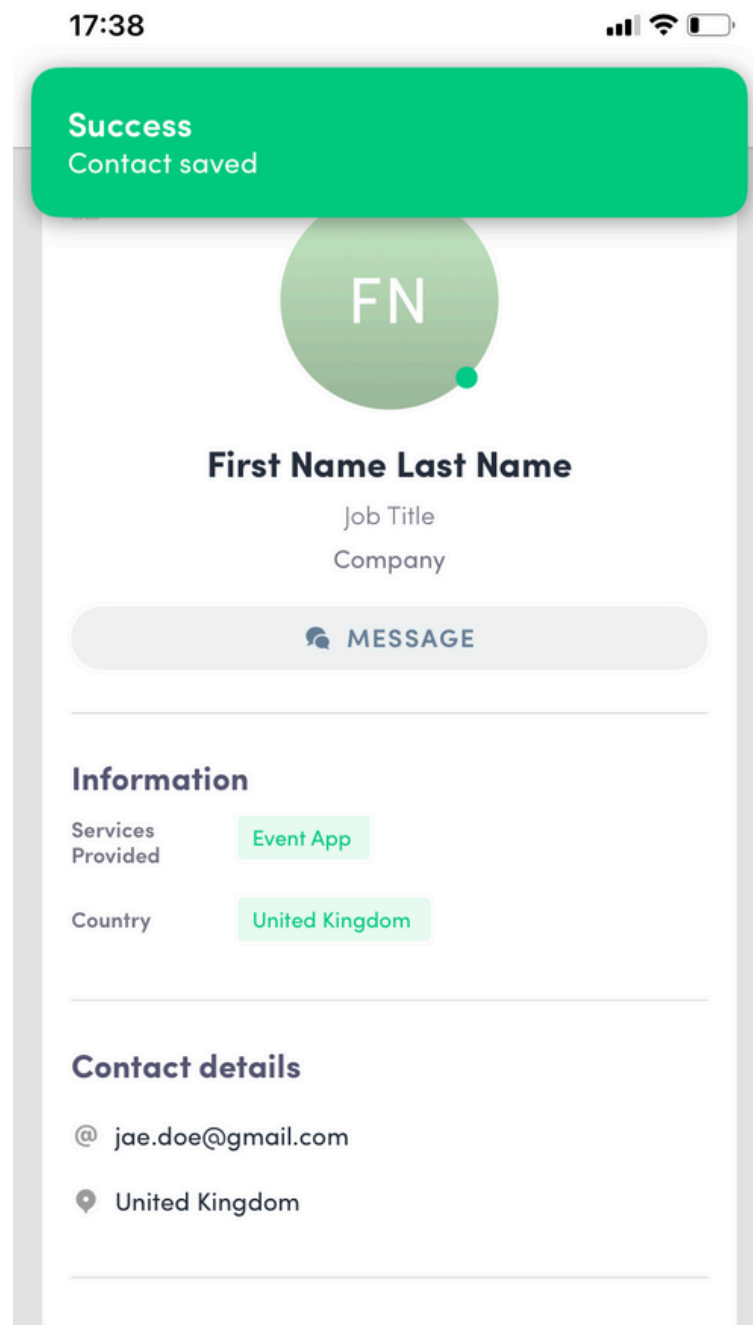 17:38
Success
Contact saved
FN
First Name Last Name
Job Title
Company
MESSAGE
Information
Services
Provided
Event App
Country
United Kingdom
Contact details
@ jae.doe@gmail.com
United Kingdom